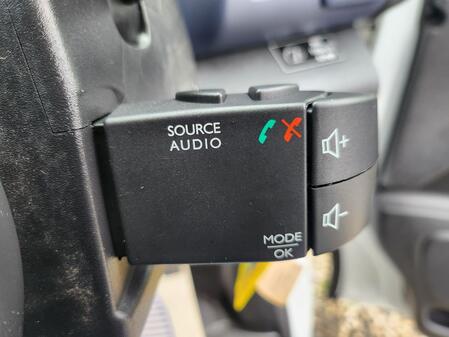 SOURCE
AUDIO
+
-
MODE
OK